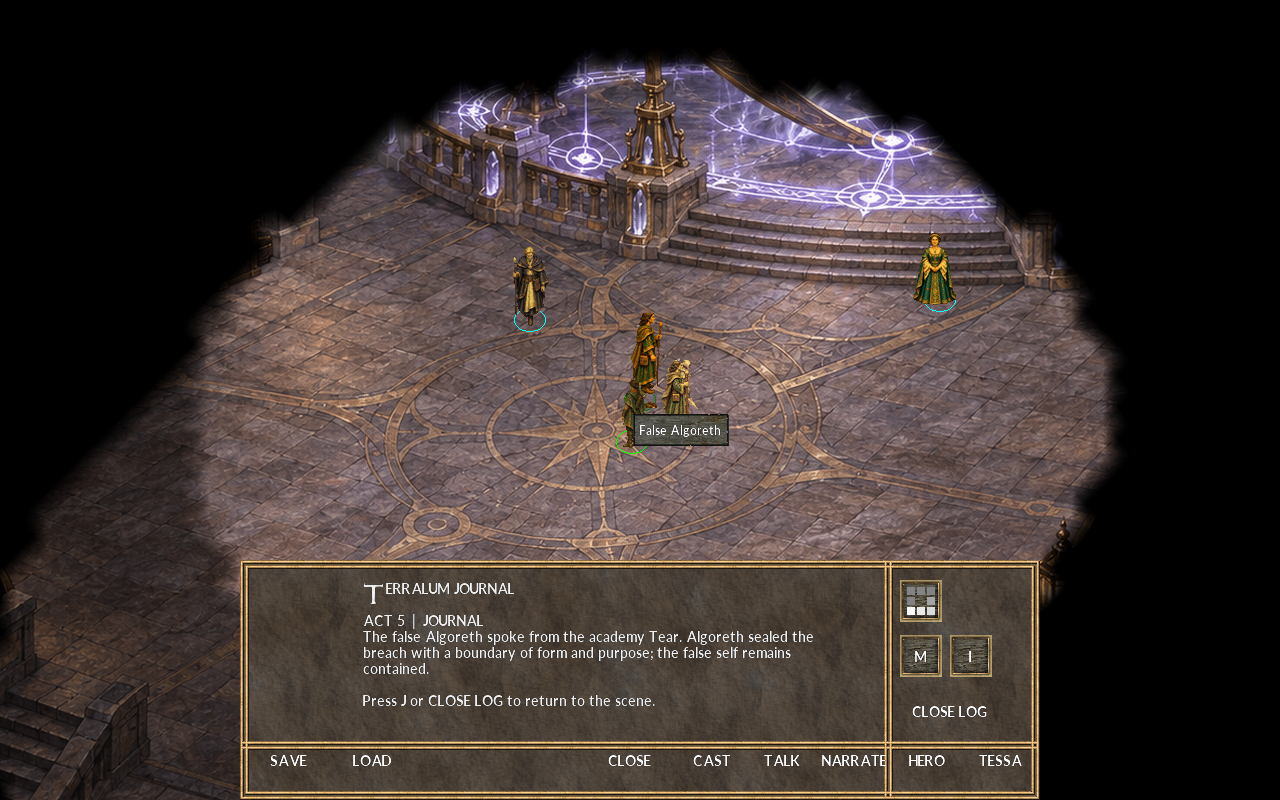 False Algoreth
TERRALUM JOURNAL
ACT 5 | JOURNAL
The false Algoreth spoke from the academy Tear. Algoreth sealed the
breach with a boundary of form and purpose; the false self remains
contained.
Press J or CLOSE LOG to return to the scene.
M I
CLOSE LOG
SAVE LOAD CLOSE CAST TALK NARRATE HERO TESSA